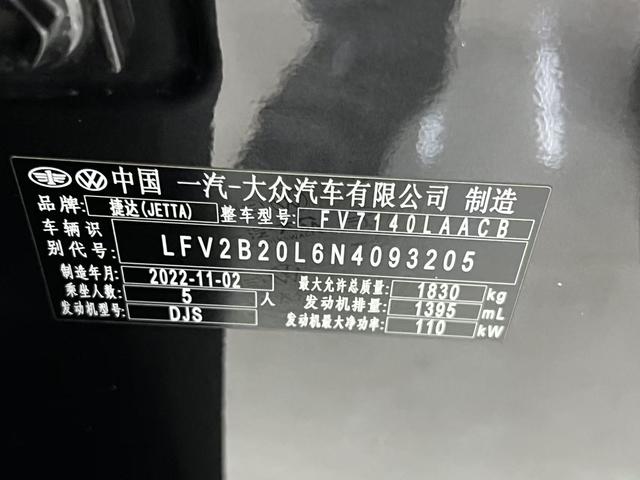 中国 一汽-大众汽车有限公司 制造
品牌: 捷达(JETTA) 整车型号: FV7140LAACB
车辆识别代号: LFV2B20L6N4093205
制造年月: 2022-11-02 最大允许总质量: 1830 kg
乘坐人数: 5 人 发动机排量: 1395 mL
发动机型号: DJS 发动机最大净功率: 110 kW